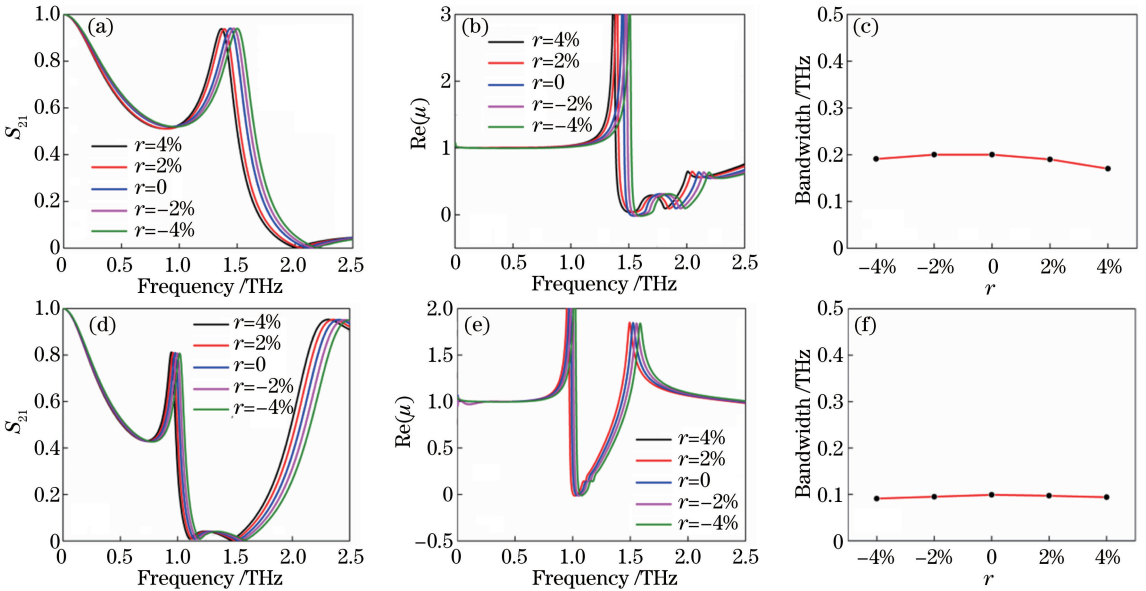 (a)
S21
1.0
0.8
0.6
0.4
0.2
0
r=4%
r=2%
r=0
r=−2%
r=−4%
0 0.5 1.0 1.5 2.0 2.5
Frequency /THz
(b)
Re(μ)
3
2
1
0
r=4%
r=2%
r=0
r=−2%
r=−4%
0 0.5 1.0 1.5 2.0 2.5
Frequency /THz
(c)
Bandwidth /THz
0.5
0.4
0.3
0.2
0.1
0
−4% −2% 0 2% 4%
r
(d)
S21
1.0
0.8
0.6
0.4
0.2
0
r=4%
r=2%
r=0
r=−2%
r=−4%
0 0.5 1.0 1.5 2.0 2.5
Frequency /THz
(e)
Re(μ)
2.0
1.5
1.0
0.5
0
−0.5
r=4%
r=2%
r=0
r=−2%
r=−4%
0 0.5 1.0 1.5 2.0 2.5
Frequency /THz
(f)
Bandwidth /THz
0.5
0.4
0.3
0.2
0.1
0
−4% −2% 0 2% 4%
r